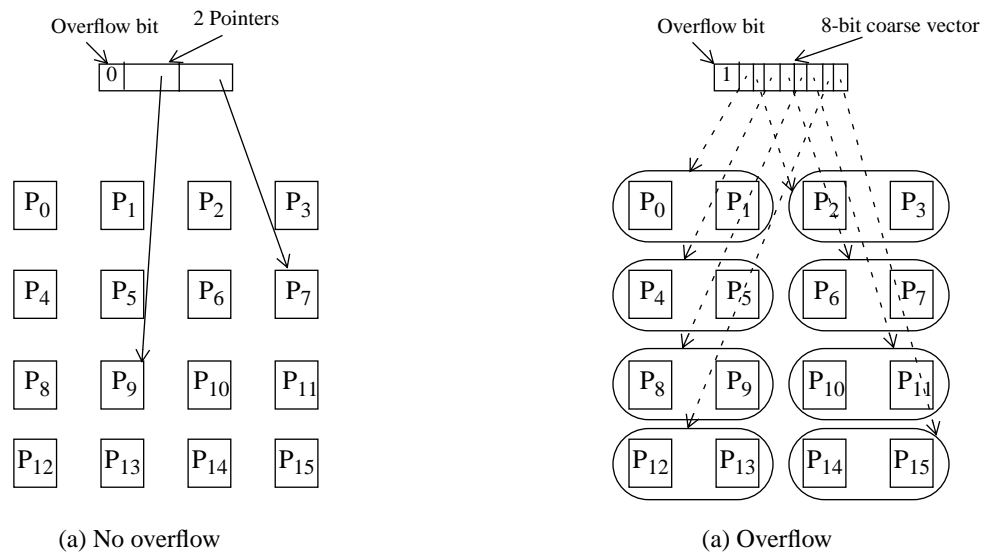 Overflow bit
2 Pointers
0
P0 P1 P2 P3
P4 P5 P6 P7
P8 P9 P10 P11
P12 P13 P14 P15
(a) No overflow
Overflow bit
8-bit coarse vector
1
P0 P1 P2 P3
P4 P5 P6 P7
P8 P9 P10 P11
P12 P13 P14 P15
(a) Overflow